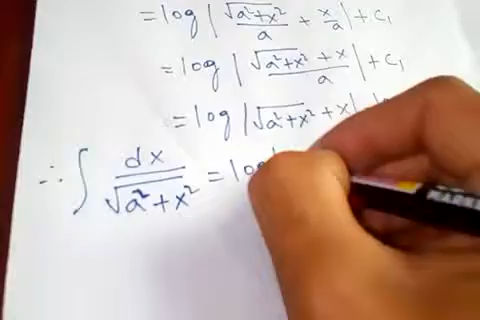 = log | √(a²+x²)/a + x/a | + C₁
= log | (√(a²+x²) + x)/a | + C₁
= log | √(a²+x²) + x |
∴ ∫ dx/√(a²+x²) = log